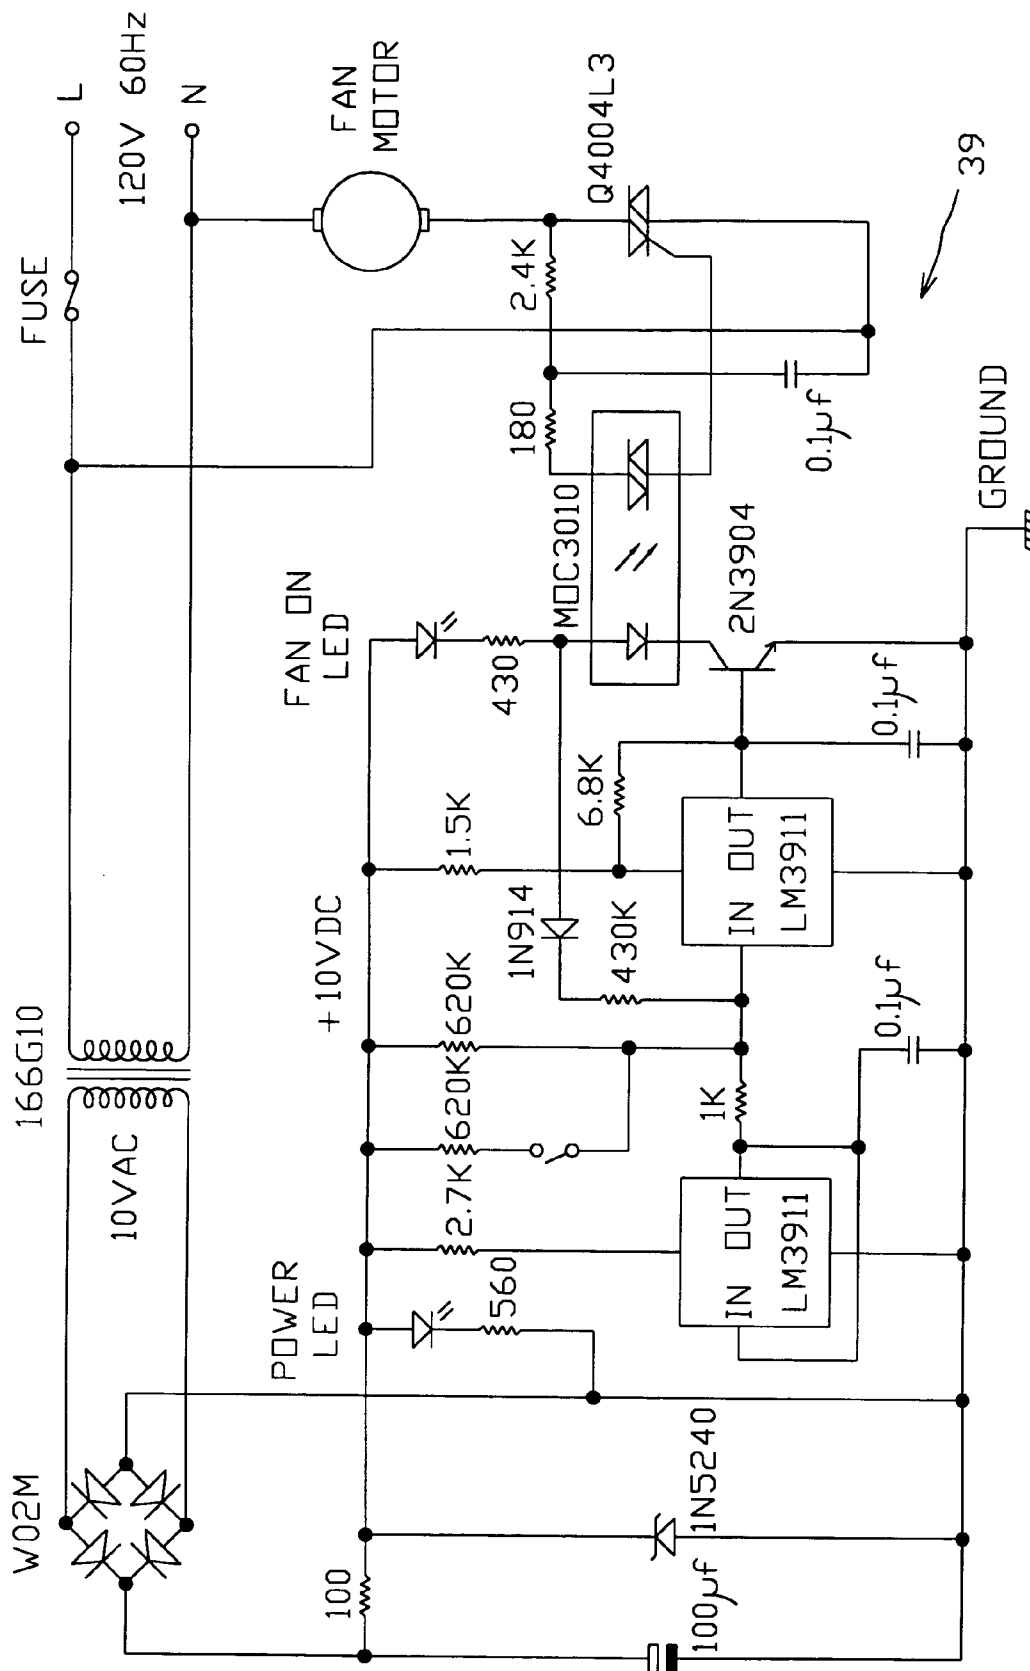 W02M
166G10
10VAC
FUSE
L
120V 60Hz
N
FAN
MOTOR
POWER
LED
+10VDC
FAN ON
LED
100
560
2.7K
620K
620K
1.5K
430
180
2.4K
Q4004L3
MOC3010
1N914
430K
6.8K
1N5240
100µf
IN OUT
LM3911
1K
IN OUT
LM3911
2N3904
0.1µf
0.1µf
0.1µf
GROUND
39